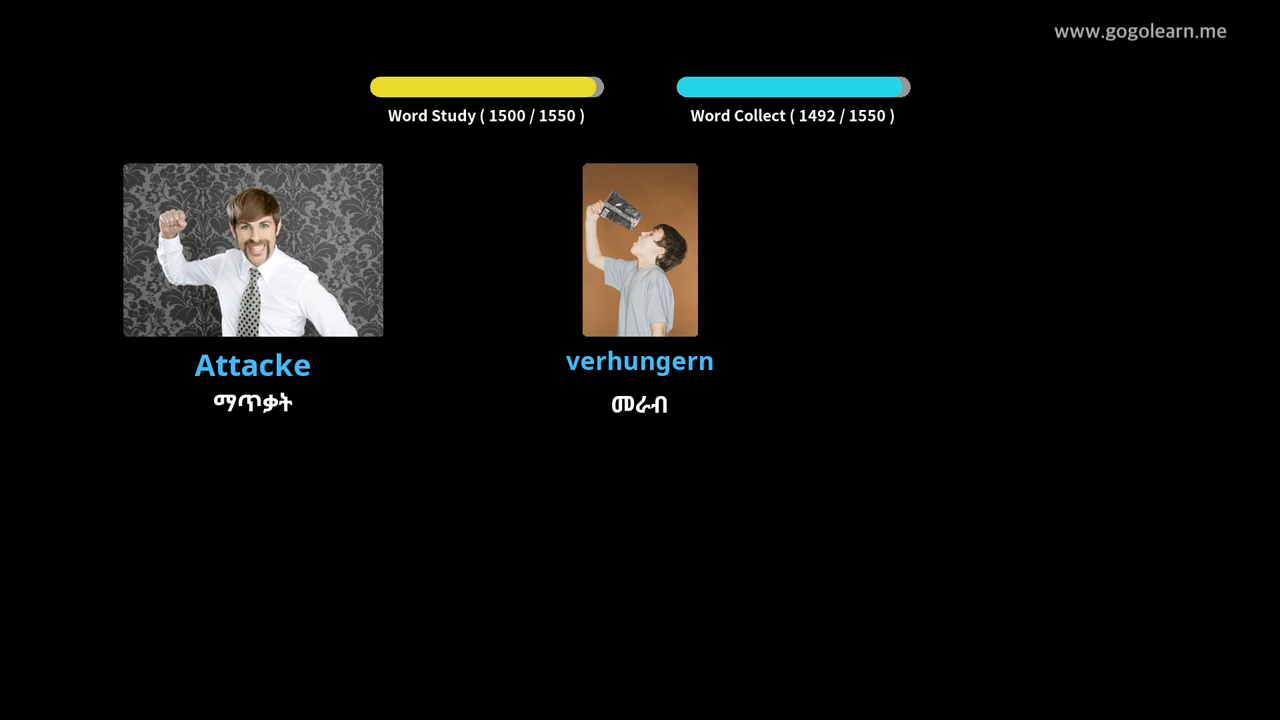 www.gogolearn.me
Word Study ( 1500 / 1550 )
Word Collect ( 1492 / 1550 )
Attacke
ማጥቃት
verhungern
መራብ